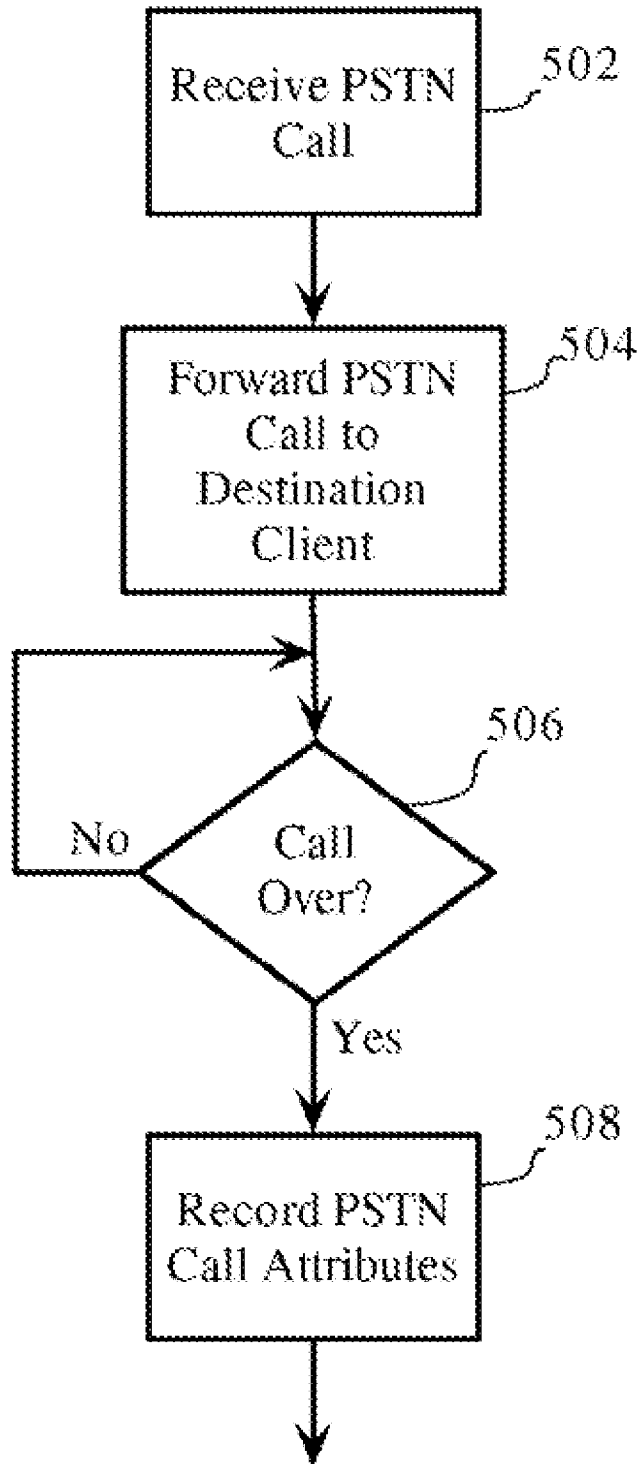 Receive PSTN
Call
502
Forward PSTN
Call to
Destination
Client
504
Call
Over?
506
No
Yes
Record PSTN
Call Attributes
508